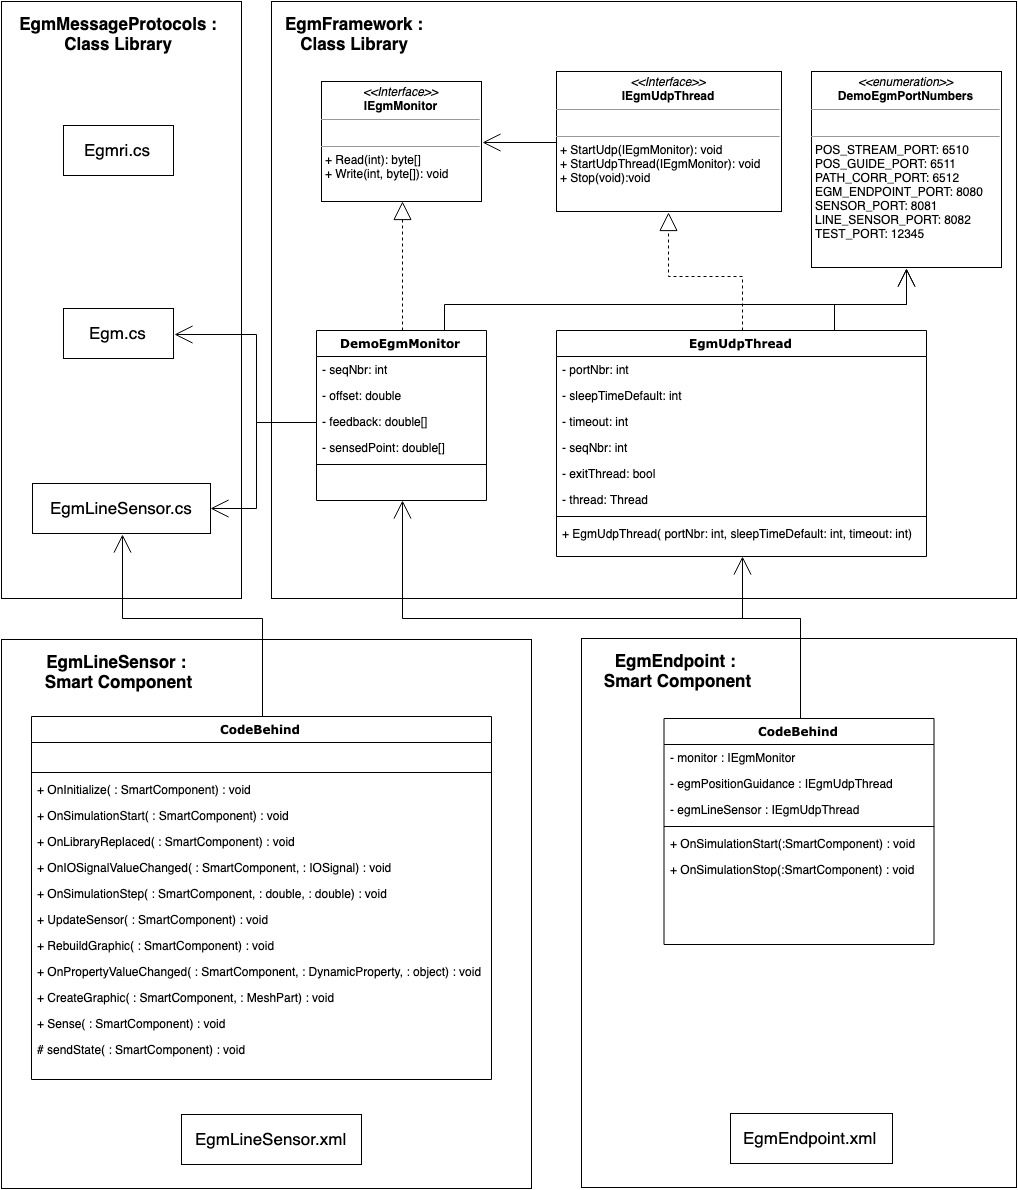 EgmMessageProtocols :
Class Library
Egmri.cs
Egm.cs
EgmLineSensor.cs
EgmFramework :
Class Library
<<Interface>>
IEgmMonitor
+ Read(int): byte[]
+ Write(int, byte[]): void
<<Interface>>
IEgmUdpThread
+ StartUdp(IEgmMonitor): void
+ StartUdpThread(IEgmMonitor): void
+ Stop(void):void
<<enumeration>>
DemoEgmPortNumbers
POS_STREAM_PORT: 6510
POS_GUIDE_PORT: 6511
PATH_CORR_PORT: 6512
EGM_ENDPOINT_PORT: 8080
SENSOR_PORT: 8081
LINE_SENSOR_PORT: 8082
TEST_PORT: 12345
DemoEgmMonitor
- seqNbr: int
- offset: double
- feedback: double[]
- sensedPoint: double[]
EgmUdpThread
- portNbr: int
- sleepTimeDefault: int
- timeout: int
- seqNbr: int
- exitThread: bool
- thread: Thread
+ EgmUdpThread( portNbr: int, sleepTimeDefault: int, timeout: int)
EgmLineSensor :
Smart Component
CodeBehind
+ OnInitialize( : SmartComponent) : void
+ OnSimulationStart( : SmartComponent) : void
+ OnLibraryReplaced( : SmartComponent) : void
+ OnIOSignalValueChanged( : SmartComponent, : IOSignal) : void
+ OnSimulationStep( : SmartComponent, : double, : double) : void
+ UpdateSensor( : SmartComponent) : void
+ RebuildGraphic( : SmartComponent) : void
+ OnPropertyValueChanged( : SmartComponent, : DynamicProperty, : object) : void
+ CreateGraphic( : SmartComponent, : MeshPart) : void
+ Sense( : SmartComponent) : void
# sendState( : SmartComponent) : void
EgmLineSensor.xml
EgmEndpoint :
Smart Component
CodeBehind
- monitor : IEgmMonitor
- egmPositionGuidance : IEgmUdpThread
- egmLineSensor : IEgmUdpThread
+ OnSimulationStart(:SmartComponent) : void
+ OnSimulationStop(:SmartComponent) : void
EgmEndpoint.xml